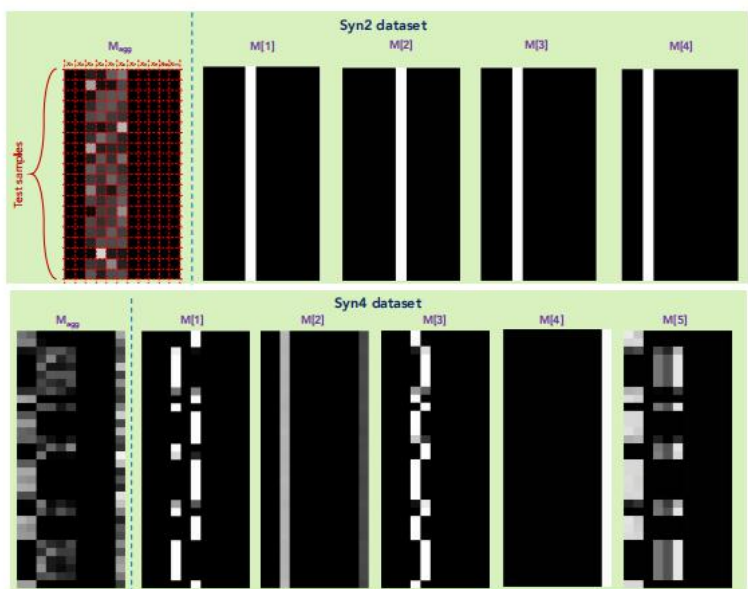 Syn2 dataset
Magg M[1] M[2] M[3] M[4]
Test samples
Syn4 dataset
Magg M[1] M[2] M[3] M[4] M[5]